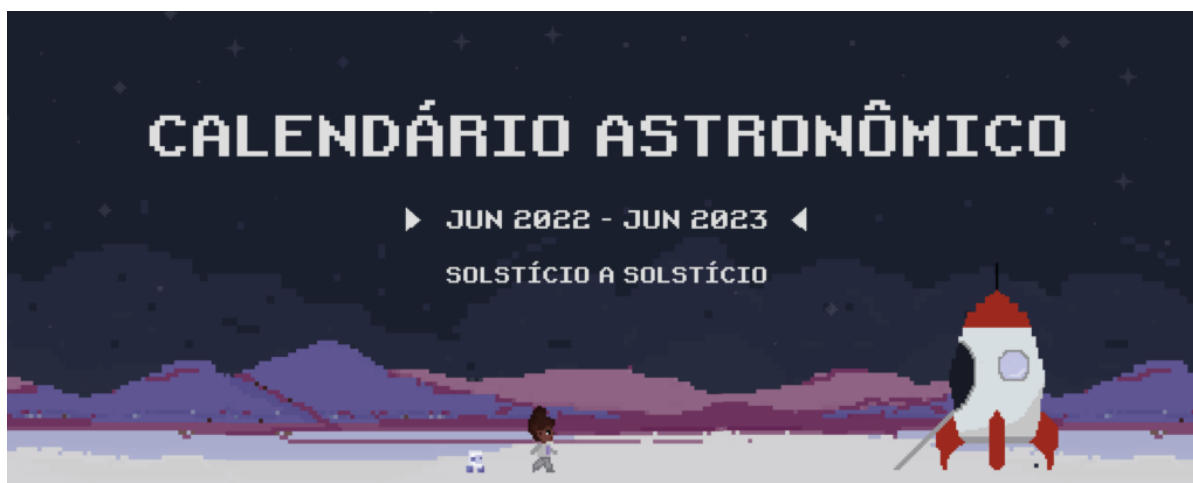 CALENDÁRIO ASTRONÔMICO
JUN 2022 - JUN 2023
SOLSTÍCIO A SOLSTÍCIO